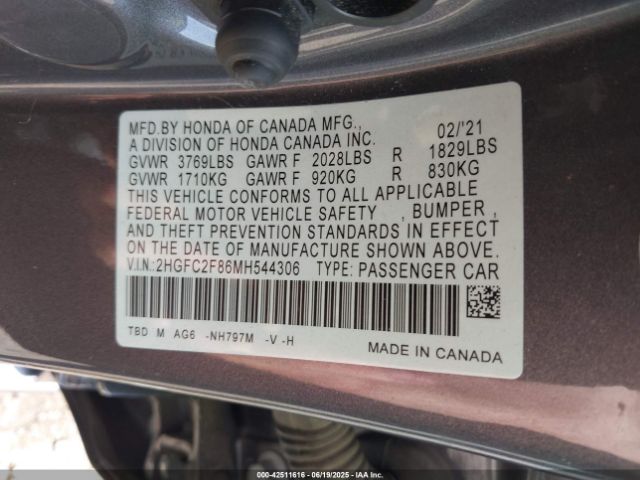 MFD.BY HONDA OF CANADA MFG., 02/'21
A DIVISION OF HONDA CANADA INC.
GVWR 3769LBS GAWR F 2028LBS R 1829LBS
GVWR 1710KG GAWR F 920KG R 830KG
THIS VEHICLE CONFORMS TO ALL APPLICABLE
FEDERAL MOTOR VEHICLE SAFETY , BUMPER ,
AND THEFT PREVENTION STANDARDS IN EFFECT
ON THE DATE OF MANUFACTURE SHOWN ABOVE.
V.I.N.:2HGFC2F86MH544306 TYPE: PASSENGER CAR
TBD M AG6 -NH797M -V -H
MADE IN CANADA
000-42511616 - 06/19/2025 - IAAI Inc.